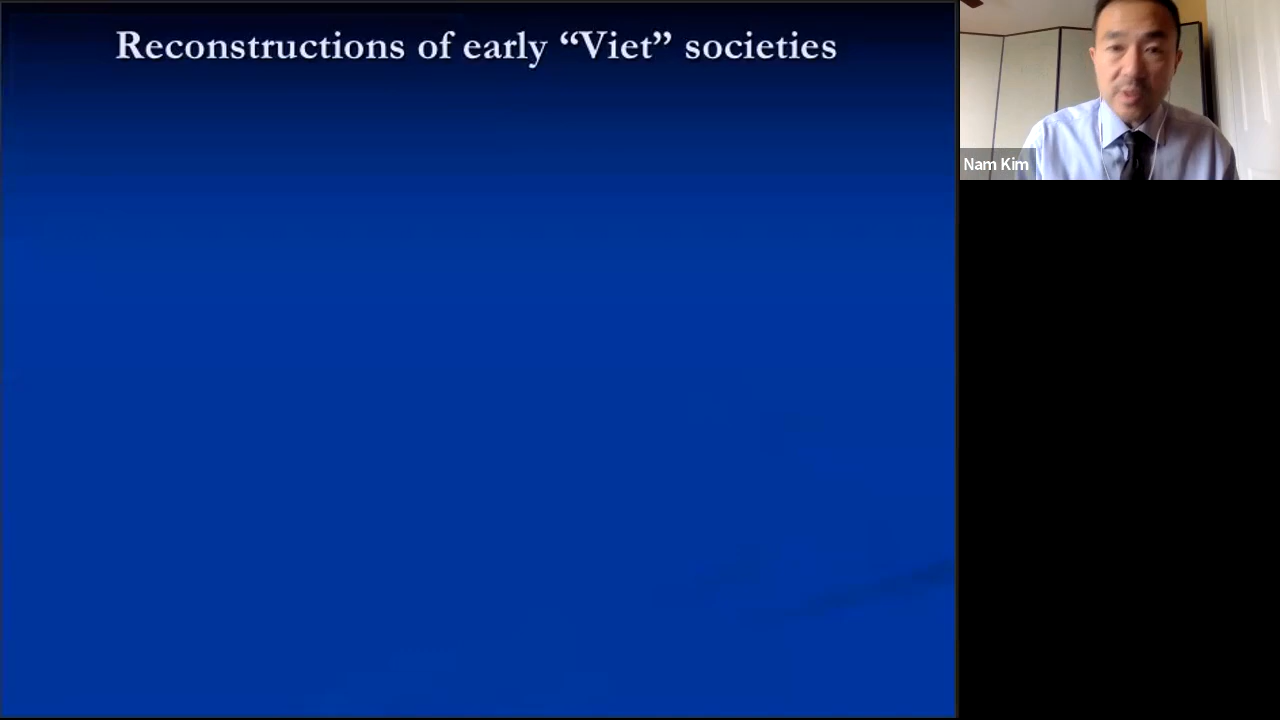 Reconstructions of early “Viet” societies
Nam Kim